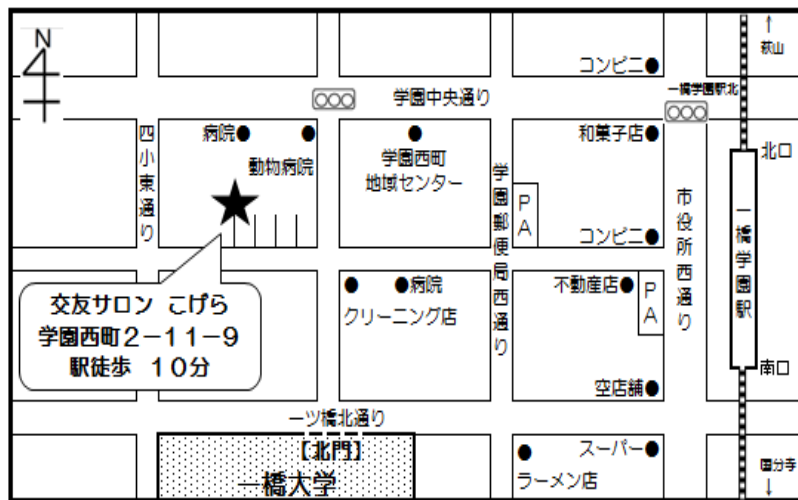 N
↑
萩山
コンビニ●
学園中央通り
一橋学園駅北
四小東通り
病院●
動物病院
学園西町
地域センター
学園郵便局西通り
PA
和菓子店●
コンビニ●
市役所西通り
北口
一橋学園駅
南口
交友サロン こげら
学園西町2-11-9
駅徒歩 10分
●病院
クリーニング店
不動産店●
PA
空店舗●
一ツ橋北通り
【北門】
一橋大学
スーパー●
ラーメン店
国分寺
↓